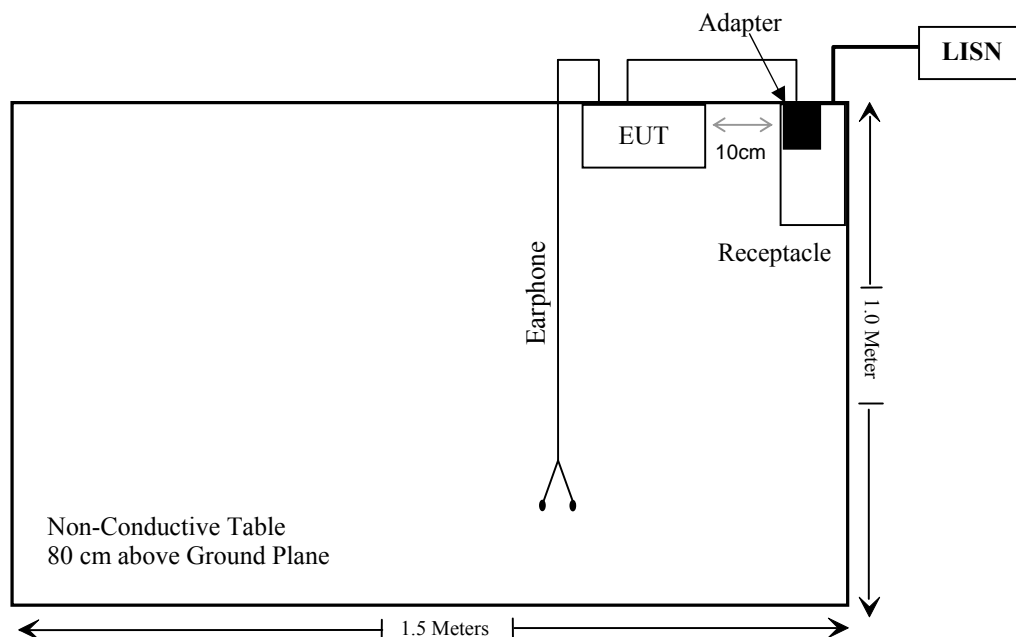 Adapter
LISN
EUT
10cm
Receptacle
Earphone
1.0 Meter
Non-Conductive Table
80 cm above Ground Plane
1.5 Meters